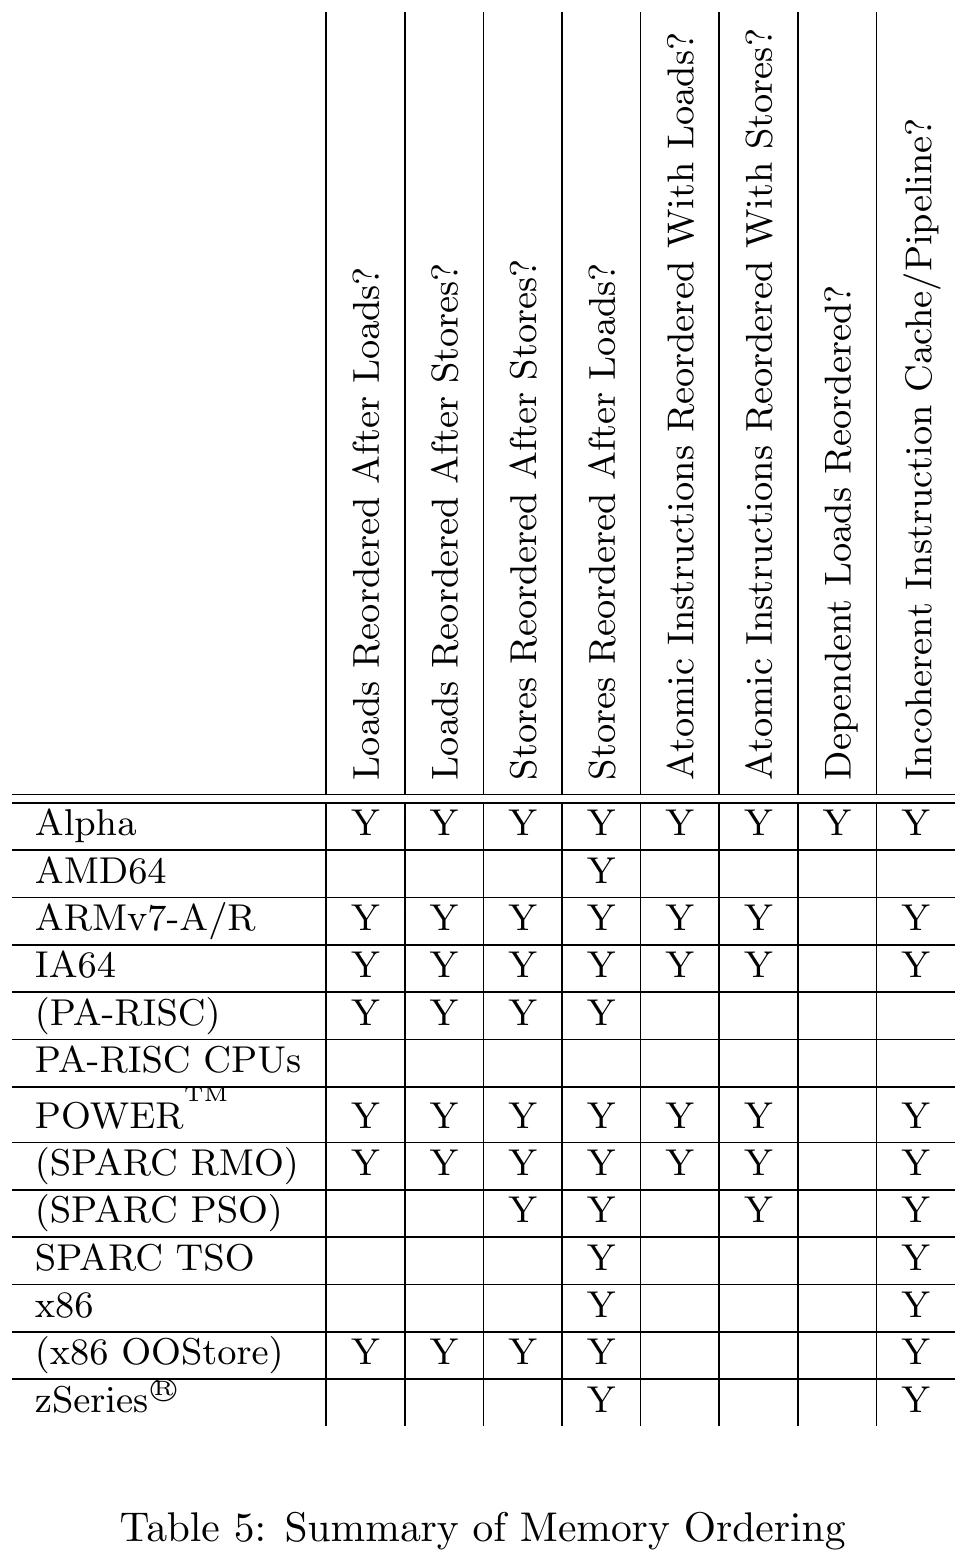 Loads Reordered After Loads?
Loads Reordered After Stores?
Stores Reordered After Stores?
Stores Reordered After Loads?
Atomic Instructions Reordered With Loads?
Atomic Instructions Reordered With Stores?
Dependent Loads Reordered?
Incoherent Instruction Cache/Pipeline?
Alpha Y Y Y Y Y Y Y Y
AMD64 Y
ARMv7-A/R Y Y Y Y Y Y Y
IA64 Y Y Y Y Y Y Y
(PA-RISC) Y Y Y Y
PA-RISC CPUs
POWER™ Y Y Y Y Y Y Y
(SPARC RMO) Y Y Y Y Y Y Y
(SPARC PSO) Y Y Y Y
SPARC TSO Y Y
x86 Y Y
(x86 OOStore) Y Y Y Y Y
zSeries® Y Y
Table 5: Summary of Memory Ordering